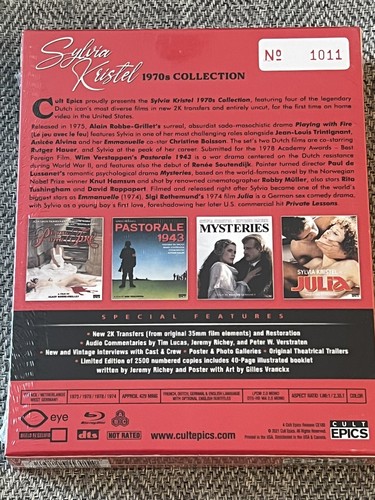 Sylvia
Kristel 1970s COLLECTION
Nº 1011
Cult Epics proudly presents the Sylvia Kristel 1970s Collection, featuring four of the legendary
Dutch icon's most diverse films in new 2K transfers and entirely uncut, for the first time on home
video in the United States.
Released in 1975, Alain Robbe-Grillet's surreal, absurdist sado-masochistic drama Playing with Fire
(Le jeu avec le feu) features Sylvia in one of her most challenging roles alongside Jean-Louis Trintignant,
Anicée Alvina and her Emmanuelle co-star Christine Boisson. The set's two Dutch films are co-starring
Rutger Hauer, and Sylvia at the peak of her career. Submitted for the 1978 Academy Awards – Best
Foreign Film, Wim Verstappen's Pastorale 1943 is a war drama centered on the Dutch resistance
during World War II, and features also the debut of Renée Soutendijk. Painter turned director Paul de
Lussanet's romantic psychological drama Mysteries, based on the world-famous novel by the Norwegian
Nobel Prize winner Knut Hamsun and shot by renowned cinematographer Robby Müller, also stars Rita
Tushingham and David Rappaport. Filmed and released right after Sylvia became one of the world's
biggest stars as Emmanuelle (1974), Sigi Rothemund's 1974 film Julia is a German sex comedy drama,
with Sylvia as a young boy's first love, foreshadowing her later U.S. commercial hit Private Lessons.
PASTORALE
1943
MYSTERIES
SYLVIA KRISTEL
JULIA
SPECIAL FEATURES
• New 2K Transfers (from original 35mm film elements) and Restoration
• Audio Commentaries by Tim Lucas, Jeremy Richey, and Peter W. Verstraten
• New and Vintage Interviews with Cast & Crew • Poster & Photo Galleries • Original Theatrical Trailers
• Limited Edition of 2500 numbered copies includes 40-Page illustrated booklet
written by Jeremy Richey and Poster with Art by Gilles Vranckx
COLOR
eye
Blu-ray Disc
dts
NOT RATED
www.cultepics.com
CULT
EPICS